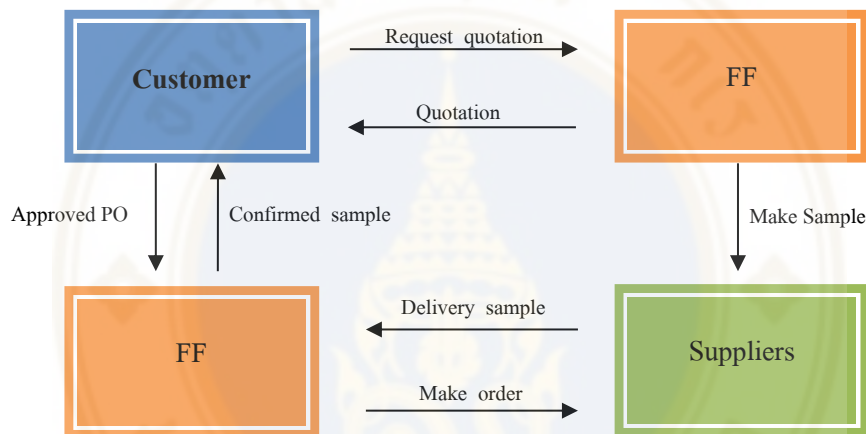 Request quotation
Customer
FF
Quotation
Approved PO
Confirmed sample
Make Sample
Delivery sample
FF
Suppliers
Make order